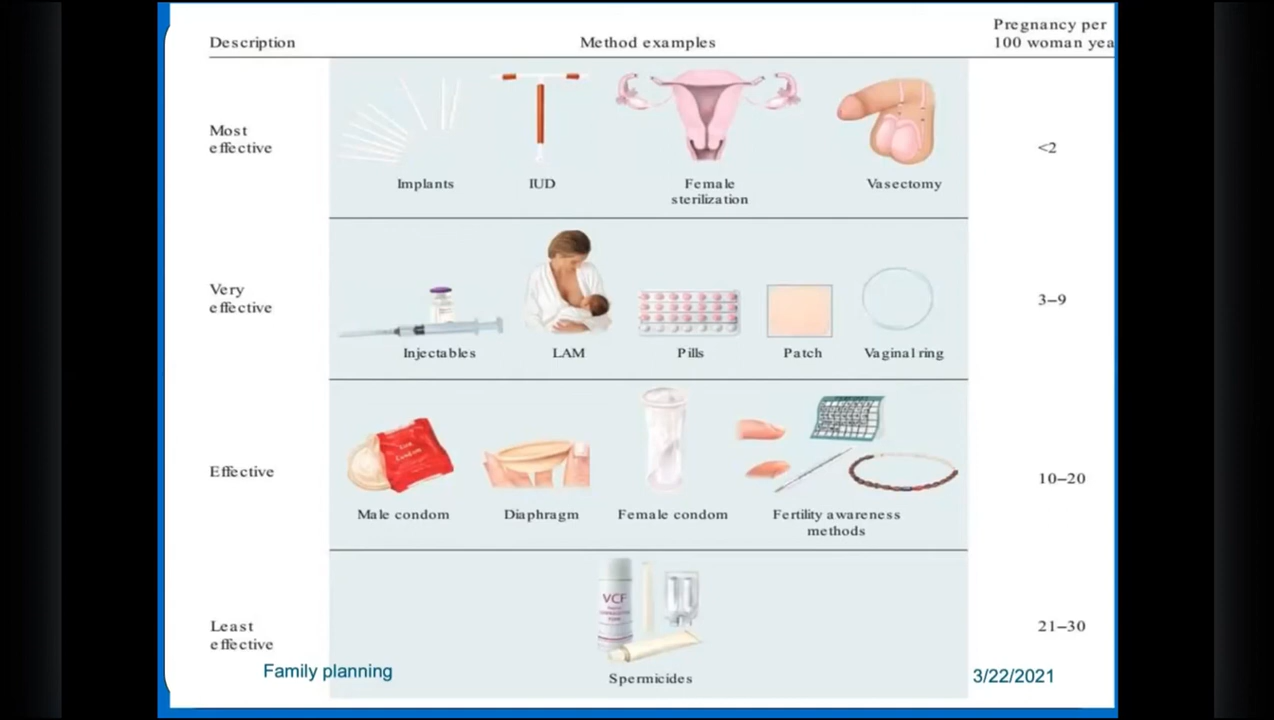 Description Method examples Pregnancy per
100 woman yea
Most
effective
<2
Implants IUD Female
sterilization
Vasectomy
Very
effective
3–9
Injectables LAM Pills Patch Vaginal ring
Effective
10–20
Male condom Diaphragm Female condom Fertility awareness
methods
Least
effective
21–30
VCF
Spermicides
Family planning
3/22/2021